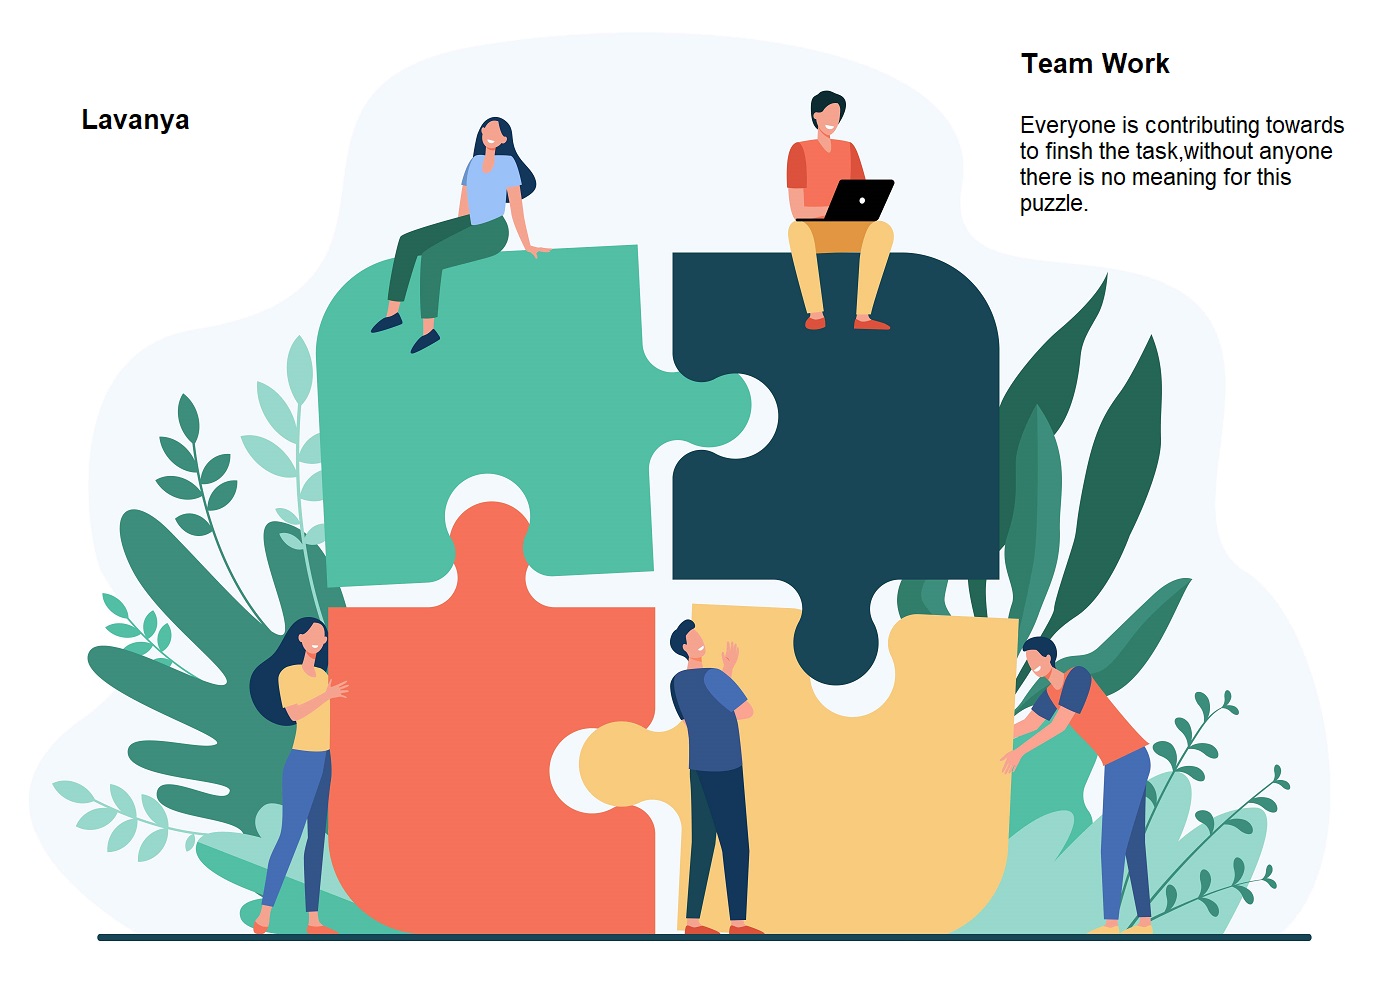 Lavanya
Team Work
Everyone is contributing towards
to finsh the task,without anyone
there is no meaning for this
puzzle.